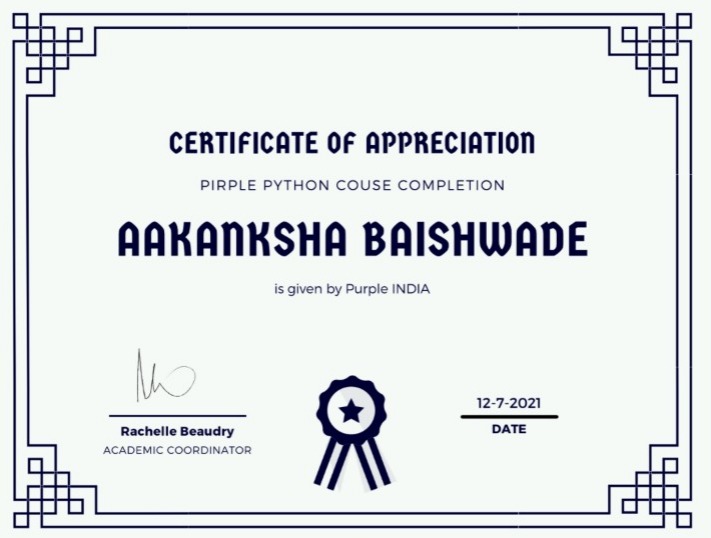 CERTIFICATE OF APPRECIATION
PIRPLE PYTHON COUSE COMPLETION
AAKANKSHA BAISHWADE
is given by Purple INDIA
12-7-2021
Rachelle Beaudry
DATE
ACADEMIC COORDINATOR